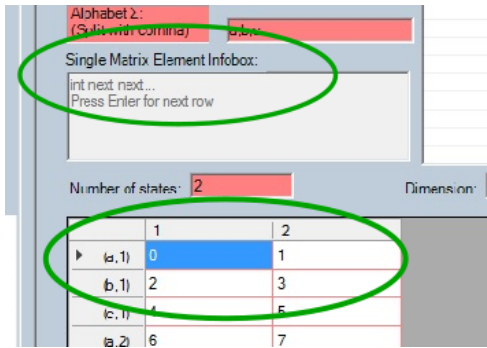 Alphabet Σ:
(Split with comma) a,b,c
Single Matrix Element Infobox:
int next next...
Press Enter for next row
Number of states: 2 Dimension:
1 2
(a,1) 0 1
(b,1) 2 3
(c,1) 4 5
(a,2) 6 7